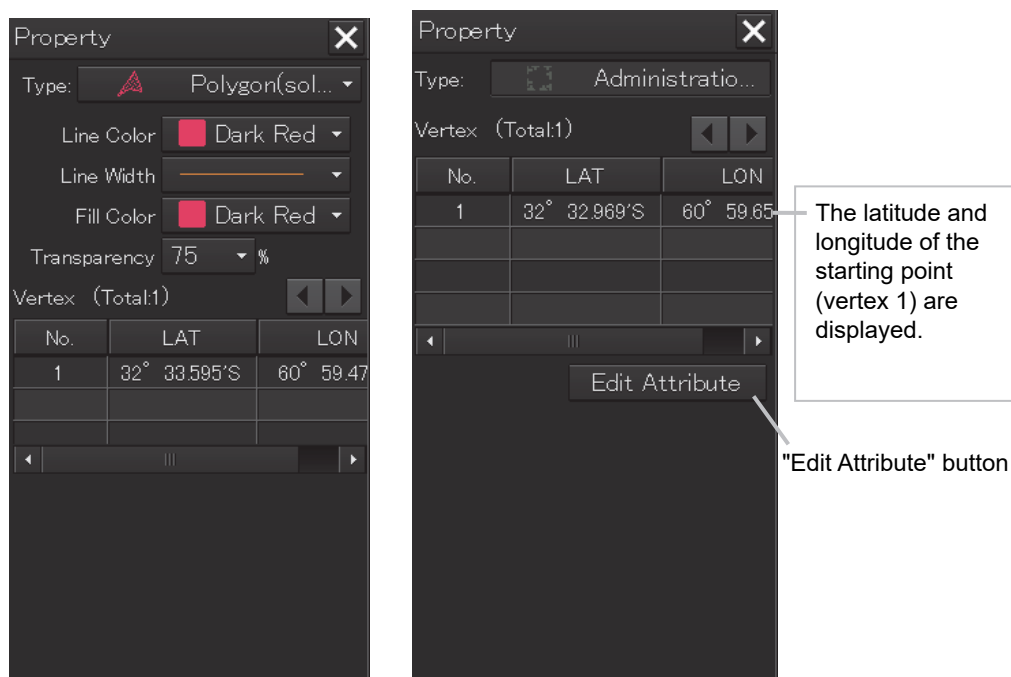 Property
Type: Polygon(sol...
Line Color Dark Red
Line Width
Fill Color Dark Red
Transparency 75 %
Vertex (Total:1)
No. LAT LON
1 32° 33.595'S 60° 59.47
Property
Type: Administratio...
Vertex (Total:1)
No. LAT LON
1 32° 32.969'S 60° 59.65
Edit Attribute
The latitude and
longitude of the
starting point
(vertex 1) are
displayed.
"Edit Attribute" button